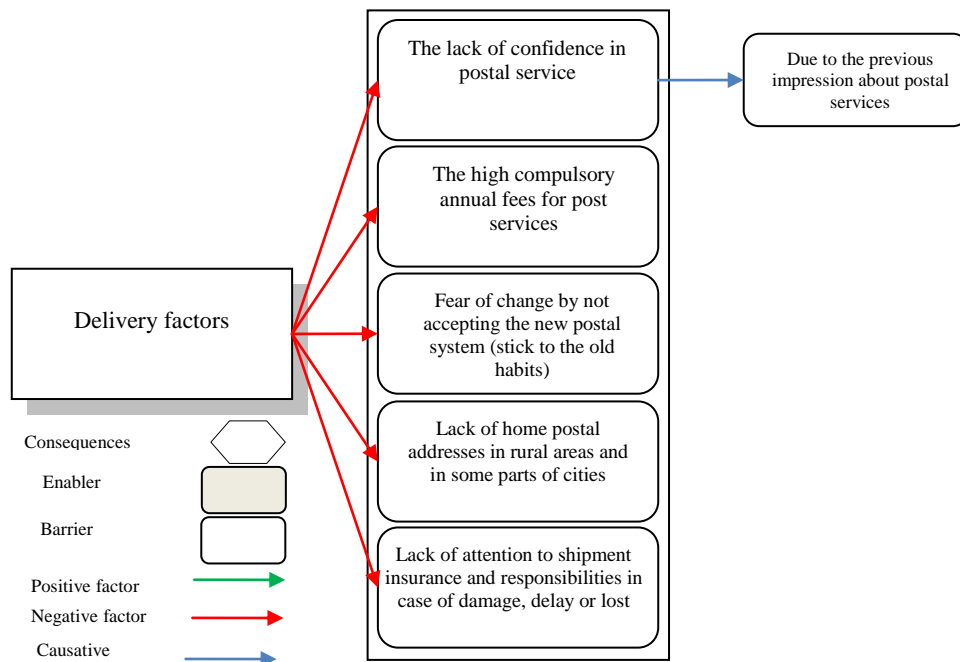 The lack of confidence in
postal service
Due to the previous
impression about postal
services
The high compulsory
annual fees for post
services
Delivery factors
Fear of change by not
accepting the new postal
system (stick to the old
habits)
Lack of home postal
addresses in rural areas and
in some parts of cities
Lack of attention to shipment
insurance and responsibilities in
case of damage, delay or lost
Consequences
Enabler
Barrier
Positive factor
Negative factor
Causative